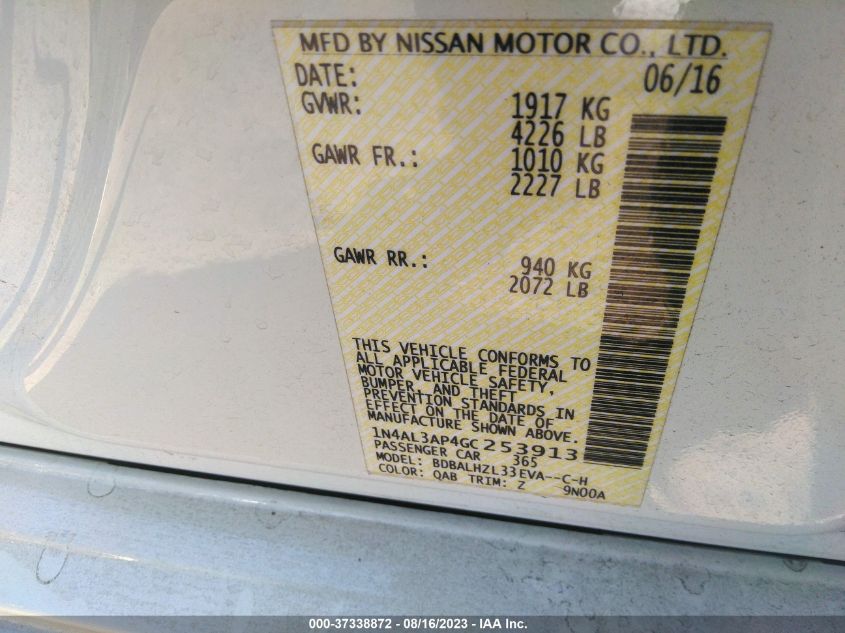 MFD BY NISSAN MOTOR CO., LTD.
DATE: 06/16
GVWR: 1917 KG
4226 LB
GAWR FR.: 1010 KG
2227 LB
GAWR RR.: 940 KG
2072 LB
THIS VEHICLE CONFORMS TO
ALL APPLICABLE FEDERAL
MOTOR VEHICLE SAFETY,
BUMPER, AND THEFT
PREVENTION STANDARDS IN
EFFECT ON THE DATE OF
MANUFACTURE SHOWN ABOVE.
1N4AL3AP4GC253913
PASSENGER CAR 365
MODEL: BDBALHZL33EVA--C-H
COLOR: QAB TRIM: Z 9N00A
000-37338872 - 08/16/2023 - IAA Inc.